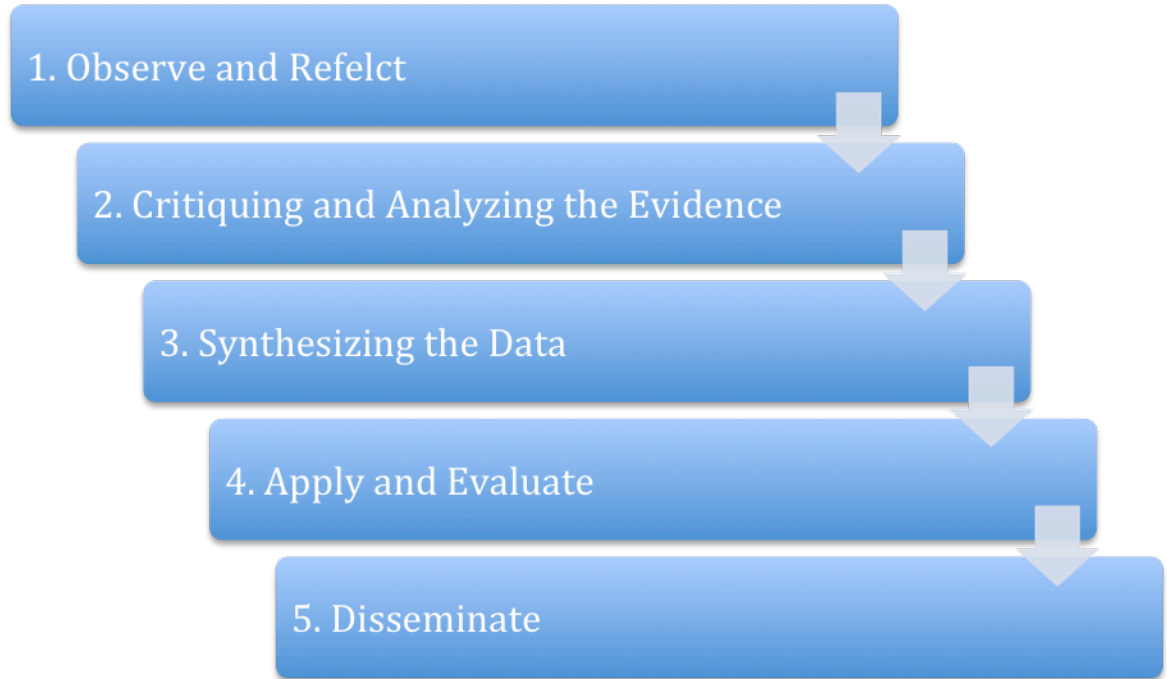 1. Observe and Refelct
2. Critiquing and Analyzing the Evidence
3. Synthesizing the Data
4. Apply and Evaluate
5. Disseminate